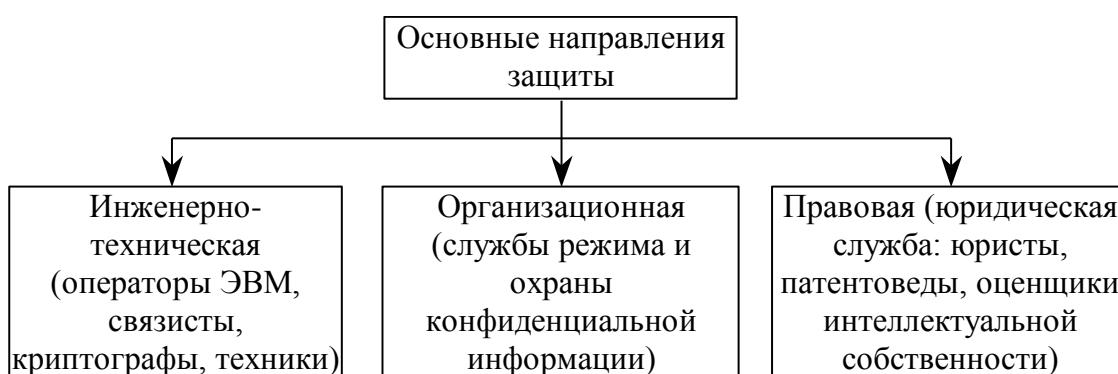 Основные направления
защиты
Инженерно-
техническая
(операторы ЭВМ,
связисты,
криптографы, техники)
Организационная
(службы режима и
охраны
конфиденциальной
информации)
Правовая (юридическая
служба: юристы,
патентоведы, оценщики
интеллектуальной
собственности)